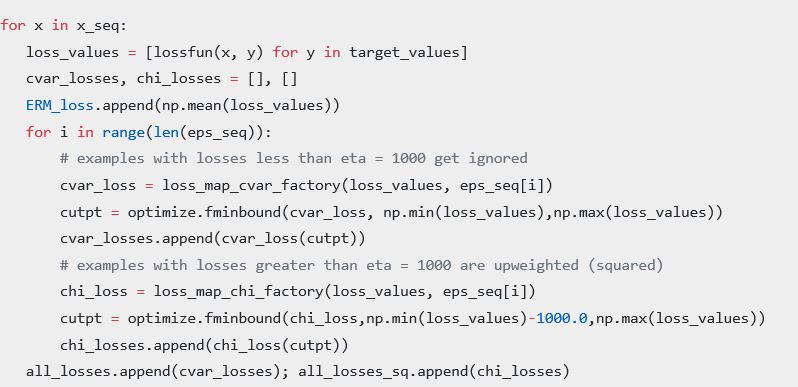 for x in x_seq:
loss_values = [lossfun(x, y) for y in target_values]
cvar_losses, chi_losses = [], []
ERM_loss.append(np.mean(loss_values))
for i in range(len(eps_seq)):
# examples with losses less than eta = 1000 get ignored
cvar_loss = loss_map_cvar_factory(loss_values, eps_seq[i])
cutpt = optimize.fminbound(cvar_loss, np.min(loss_values),np.max(loss_values))
cvar_losses.append(cvar_loss(cutpt))
# examples with losses greater than eta = 1000 are upweighted (squared)
chi_loss = loss_map_chi_factory(loss_values, eps_seq[i])
cutpt = optimize.fminbound(chi_loss,np.min(loss_values)-1000.0,np.max(loss_values))
chi_losses.append(chi_loss(cutpt))
all_losses.append(cvar_losses); all_losses_sq.append(chi_losses)